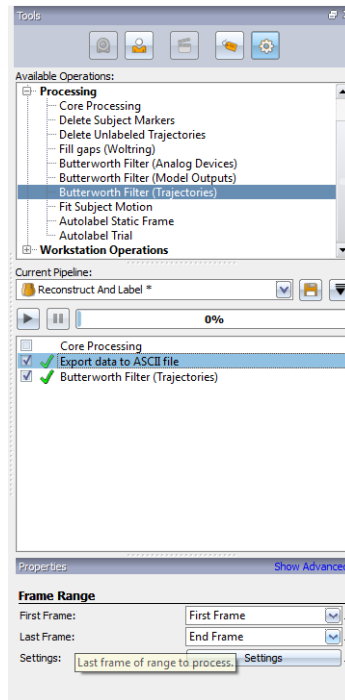 Tools
Available Operations:
Processing
Core Processing
Delete Subject Markers
Delete Unlabeled Trajectories
Fill gaps (Woltring)
Butterworth Filter (Analog Devices)
Butterworth Filter (Model Outputs)
Butterworth Filter (Trajectories)
Fit Subject Motion
Autolabel Static Frame
Autolabel Trial
Workstation Operations
Current Pipeline:
Reconstruct And Label *
0%
Core Processing
Export data to ASCII file
Butterworth Filter (Trajectories)
Properties Show Advanced
Frame Range
First Frame: First Frame
Last Frame: End Frame
Settings: Last frame of range to process. Settings